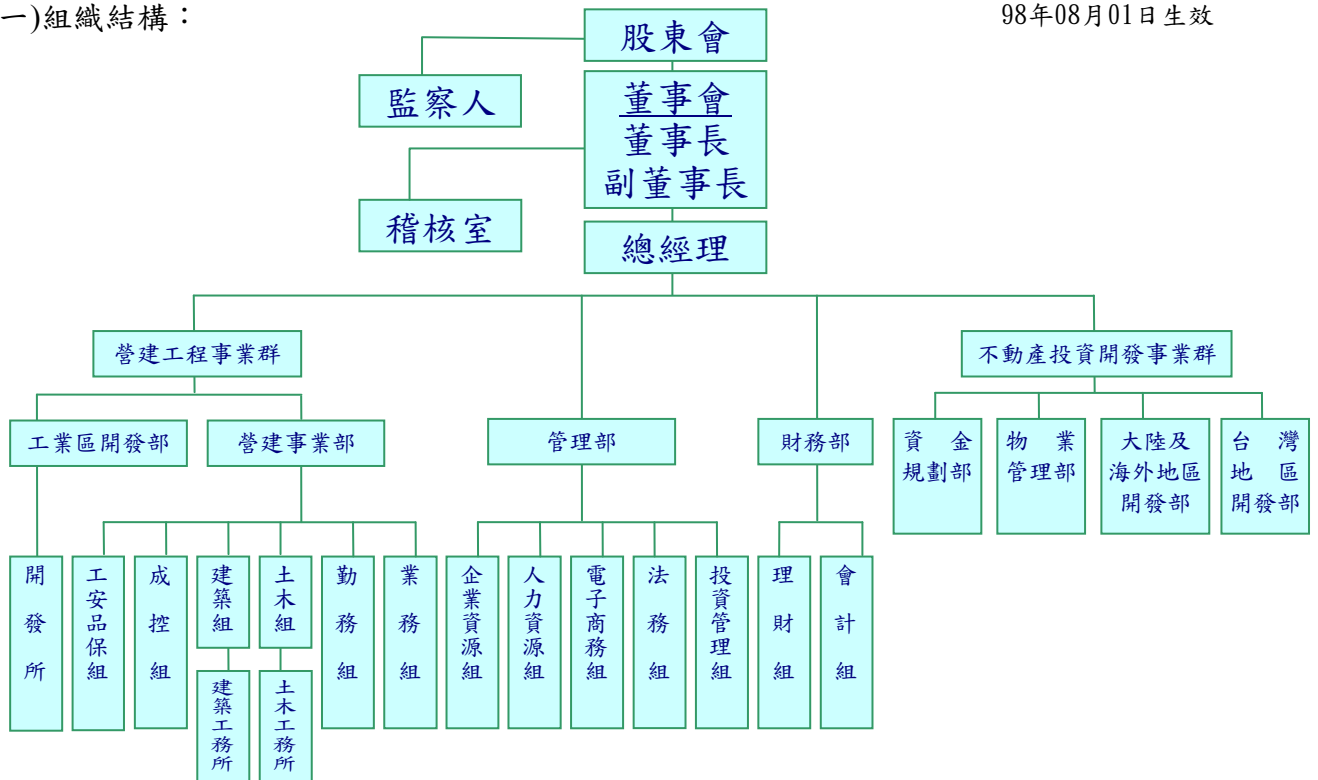 一)組織結構：
98年08月01日生效
股東會
監察人
董事會
董事長
副董事長
稽核室
總經理
營建工程事業群
不動產投資開發事業群
工業區開發部
營建事業部
管理部
財務部
資金
規劃部
物業
管理部
大陸及
海外地區
開發部
台灣
地區
開發部
開發所
工安品保組
成控組
建築組
土木組
勤務組
業務組
企業資源組
人力資源組
電子商務組
法務組
投資管理組
理財組
會計組
建築工務所
土木工務所